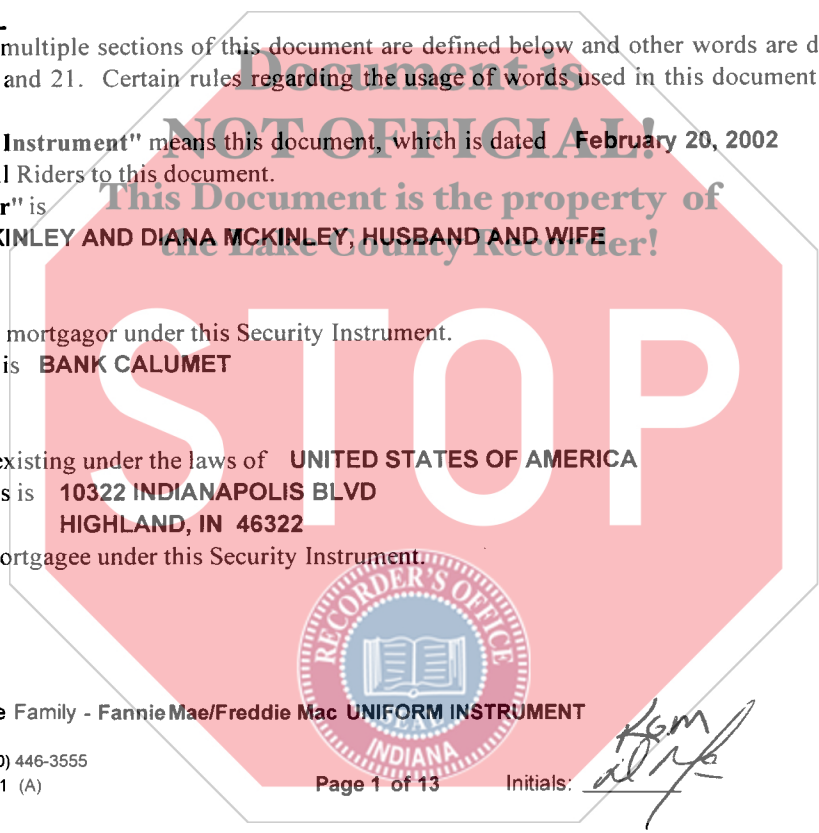 multiple sections of this document are defined below and other words are d
and 21. Certain rules regarding the usage of words used in this document
Document is
NOT OFFICIAL!
This Document is the property of
the Lake County Recorder!
Instrument" means this document, which is dated February 20, 2002
l Riders to this document.
r" is
KINLEY AND DIANA MCKINLEY, HUSBAND AND WIFE
mortgagor under this Security Instrument.
is BANK CALUMET
STOP
existing under the laws of UNITED STATES OF AMERICA
s is 10322 INDIANAPOLIS BLVD
HIGHLAND, IN 46322
ortgagee under this Security Instrument.
RECORDER'S OFFICE
SEAL
INDIANA
e Family - Fannie Mae/Freddie Mac UNIFORM INSTRUMENT
0) 446-3555
1 (A)
Page 1 of 13 Initials: